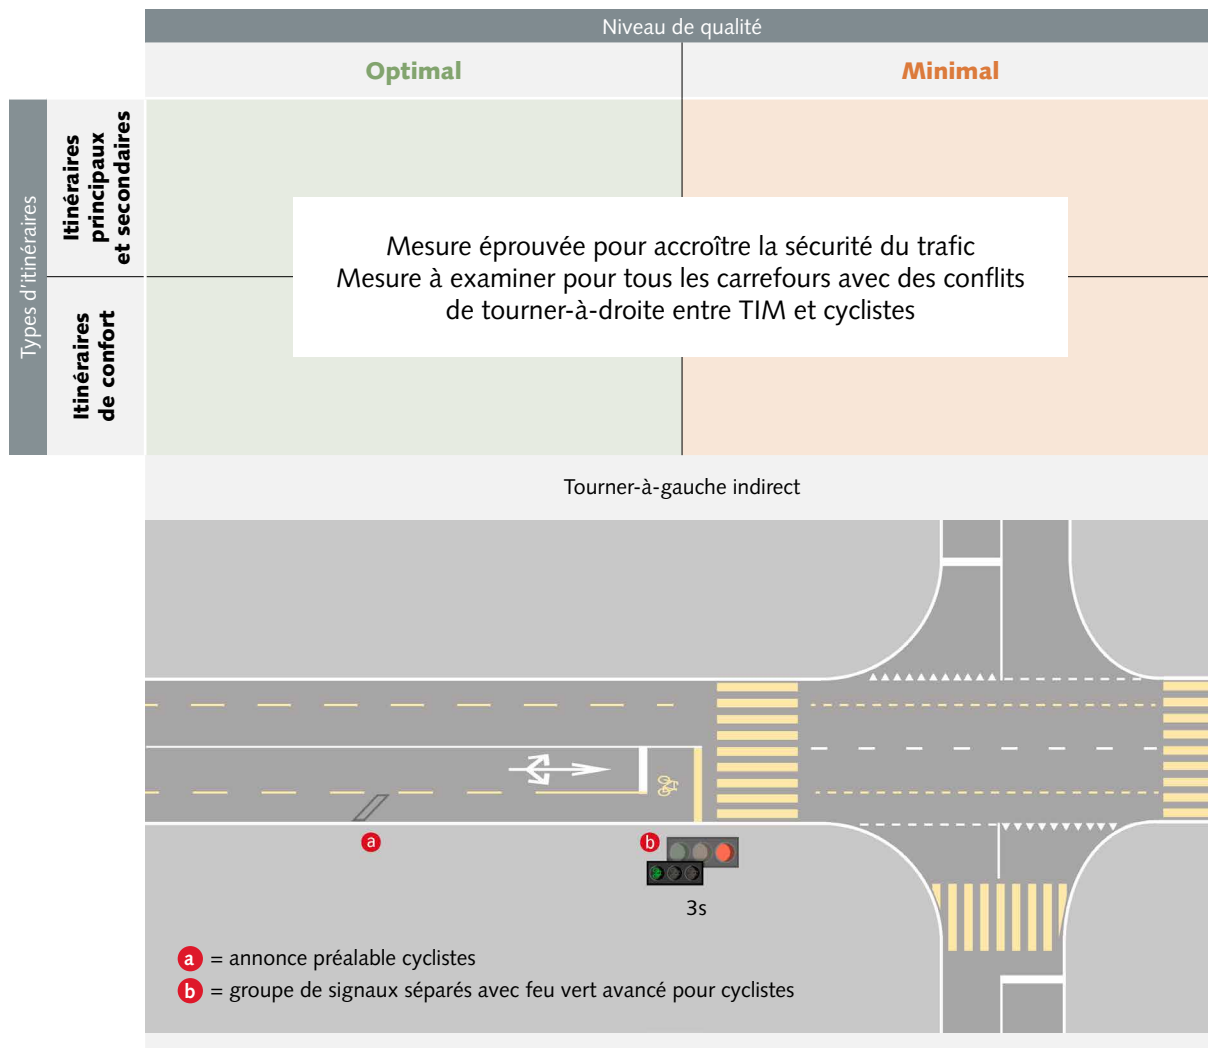 Niveau de qualité
Optimal
Minimal
Types d'itinéraires
Itinéraires
principaux
et secondaires
Itinéraires
de confort
Mesure éprouvée pour accroître la sécurité du trafic
Mesure à examiner pour tous les carrefours avec des conflits
de tourner-à-droite entre TIM et cyclistes
Tourner-à-gauche indirect
a
b
3s
a = annonce préalable cyclistes
b = groupe de signaux séparés avec feu vert avancé pour cyclistes